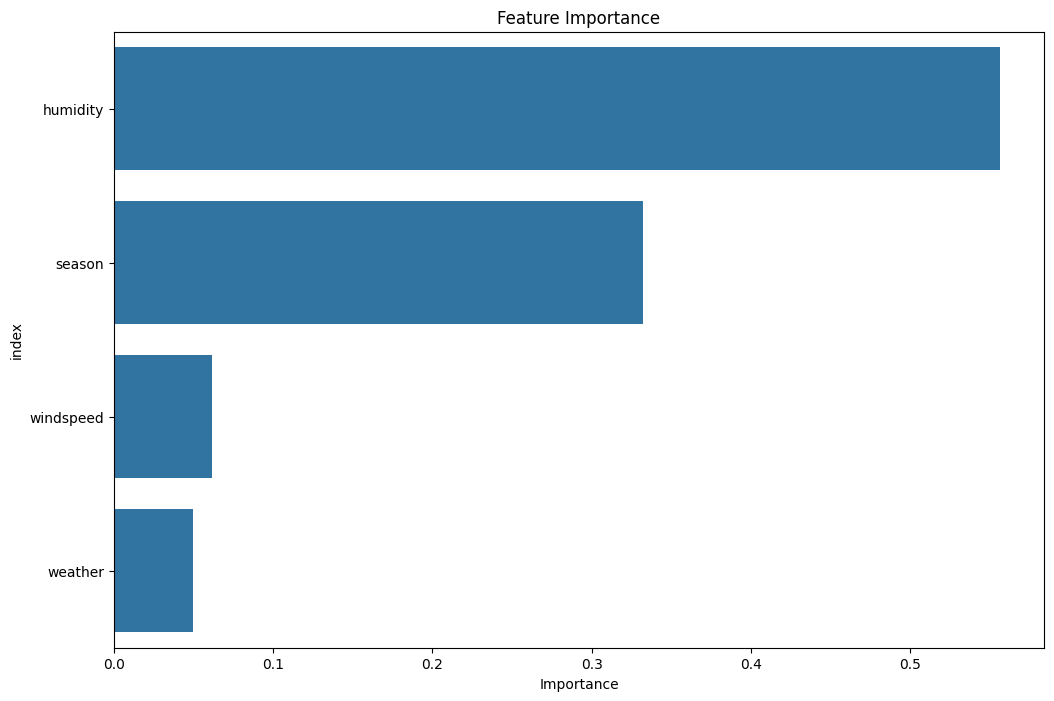 Feature Importance
humidity
season
windspeed
weather
index
0.0 0.1 0.2 0.3 0.4 0.5
Importance